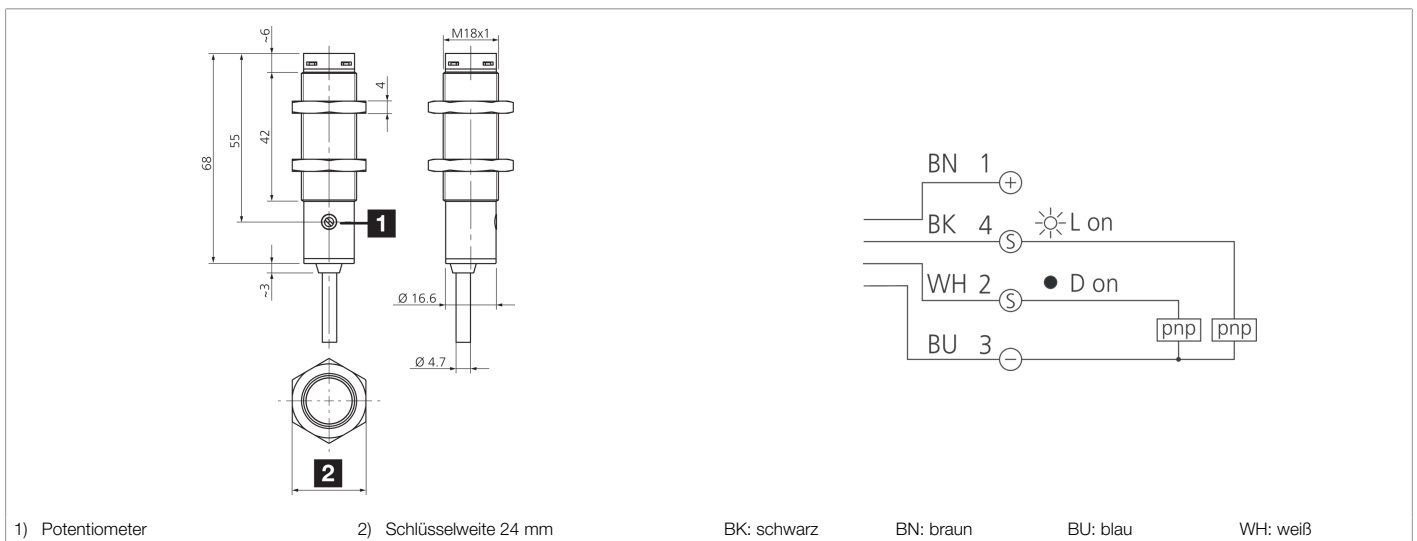 ~6
M18x1
4
68
55
42
1
~3
Ø 16.6
Ø 4.7
2
BN 1
+
BK 4 S L on
WH 2 S D on
pnp pnp
BU 3
−
1) Potentiometer 2) Schlüsselweite 24 mm BK: schwarz BN: braun BU: blau WH: weiß